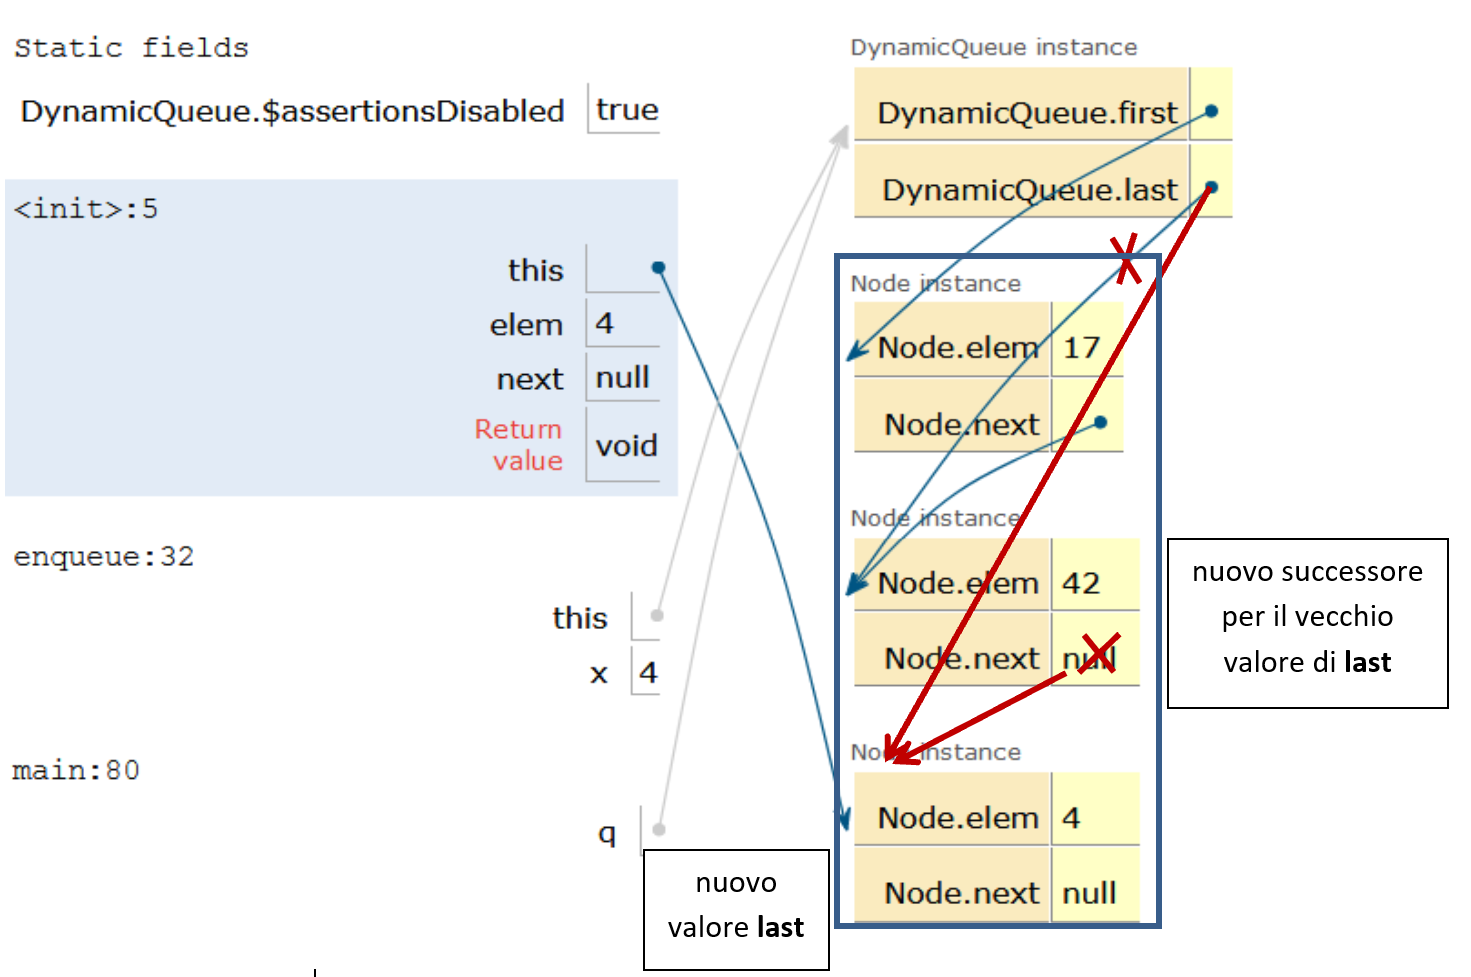 Static fields
DynamicQueue.$assertionsDisabled true
<init>:5
this
elem 4
next null
Return
value void
enqueue:32
this
x 4
main:80
q
nuovo
valore last
DynamicQueue instance
DynamicQueue.first
DynamicQueue.last
Node instance
Node.elem 17
Node.next
Node instance
Node.elem 42
Node.next null
Node instance
Node.elem 4
Node.next null
nuovo successore
per il vecchio
valore di last